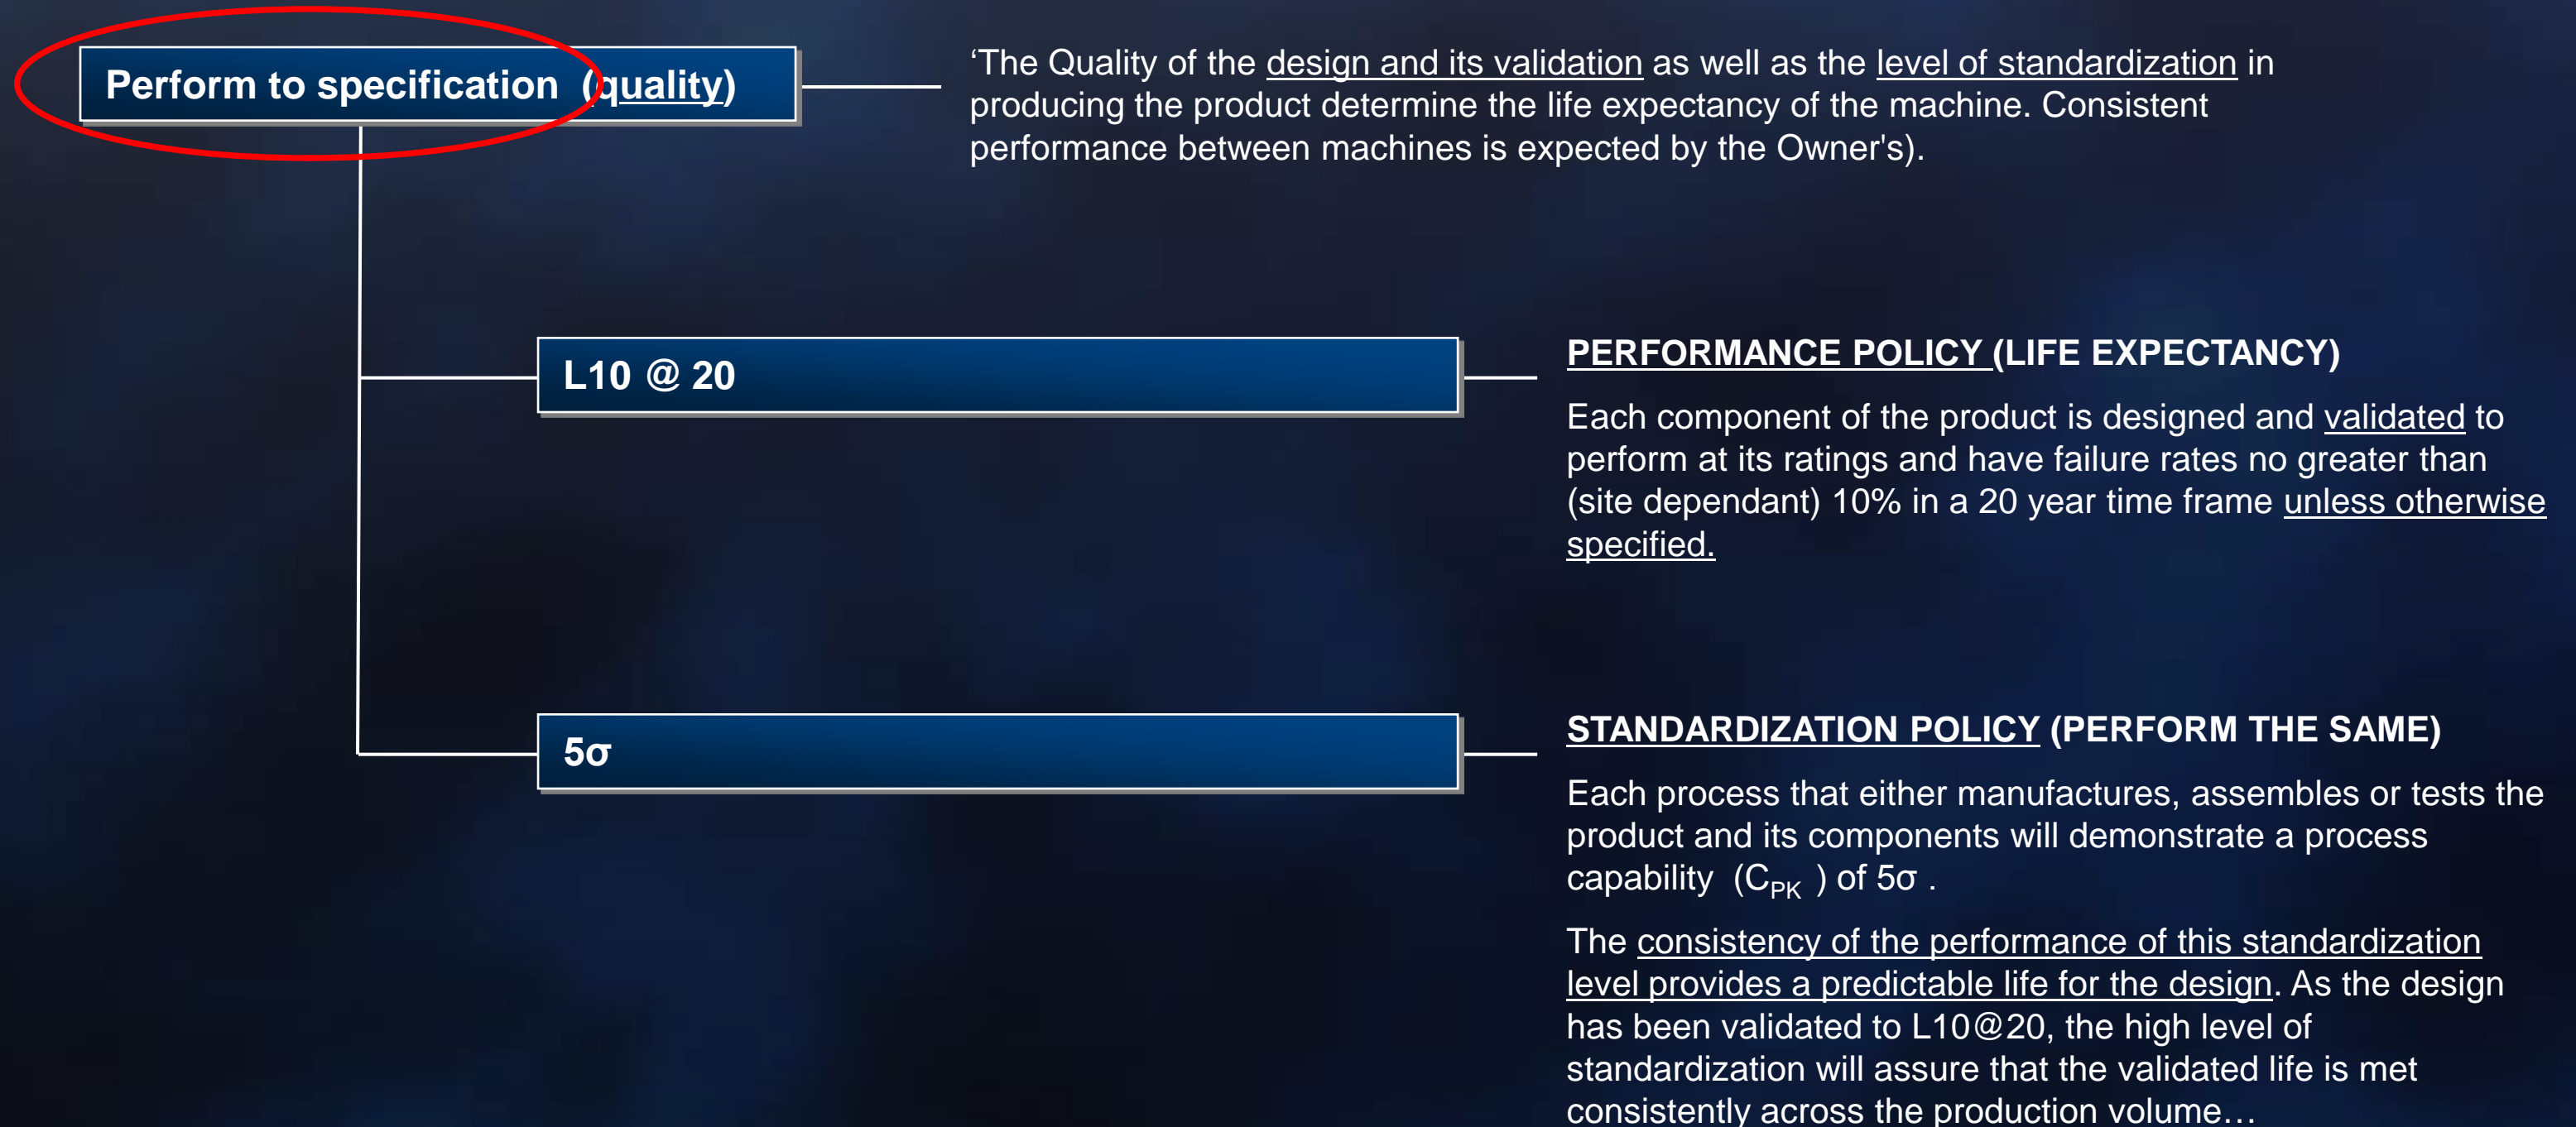 Perform to specification (quality)
‘The Quality of the design and its validation as well as the level of standardization in
producing the product determine the life expectancy of the machine. Consistent
performance between machines is expected by the Owner's).
L10 @ 20
PERFORMANCE POLICY (LIFE EXPECTANCY)
Each component of the product is designed and validated to
perform at its ratings and have failure rates no greater than
(site dependant) 10% in a 20 year time frame unless otherwise
specified.
5σ
STANDARDIZATION POLICY (PERFORM THE SAME)
Each process that either manufactures, assembles or tests the
product and its components will demonstrate a process
capability (CPK ) of 5σ .
The consistency of the performance of this standardization
level provides a predictable life for the design. As the design
has been validated to L10@20, the high level of
standardization will assure that the validated life is met
consistently across the production volume…